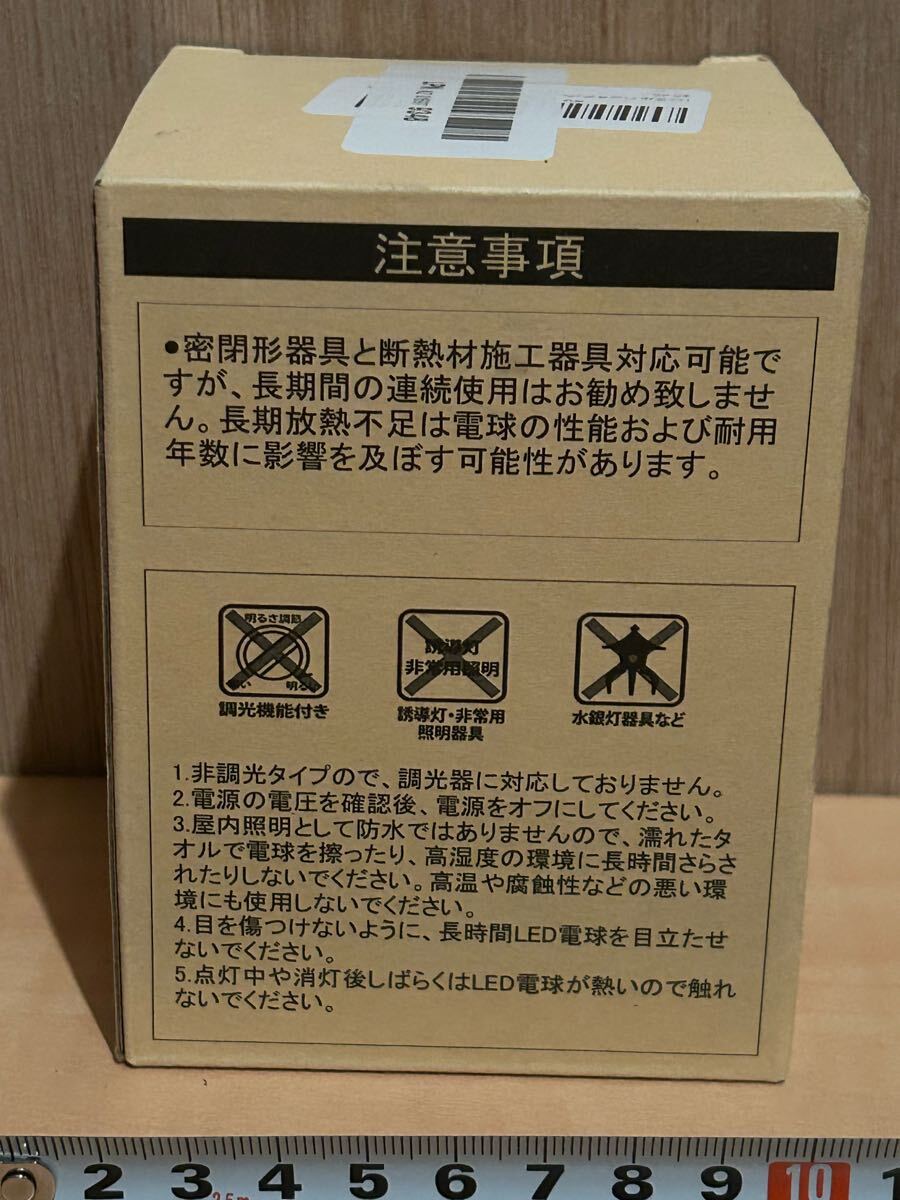 注意事項
•密閉形器具と断熱材施工器具対応可能で
すが、長期間の連続使用はお勧め致しませ
ん。長期放熱不足は電球の性能および耐用
年数に影響を及ぼす可能性があります。
明るさ調節
明るい
誘導灯
非常用照明
調光機能付き
誘導灯・非常用
照明器具
水銀灯器具など
1.非調光タイプので、調光器に対応しておりません。
2.電源の電圧を確認後、電源をオフにしてください。
3.屋内照明として防水ではありませんので、濡れたタ
オルで電球を擦ったり、高湿度の環境に長時間さらさ
れたりしないでください。高温や腐蝕性などの悪い環
境にも使用しないでください。
4.目を傷つけないように、長時間LED電球を目立たせ
ないでください。
5.点灯中や消灯後しばらくはLED電球が熱いので触れ
ないでください。
2 3 4 5 6 7 8 9 10 1